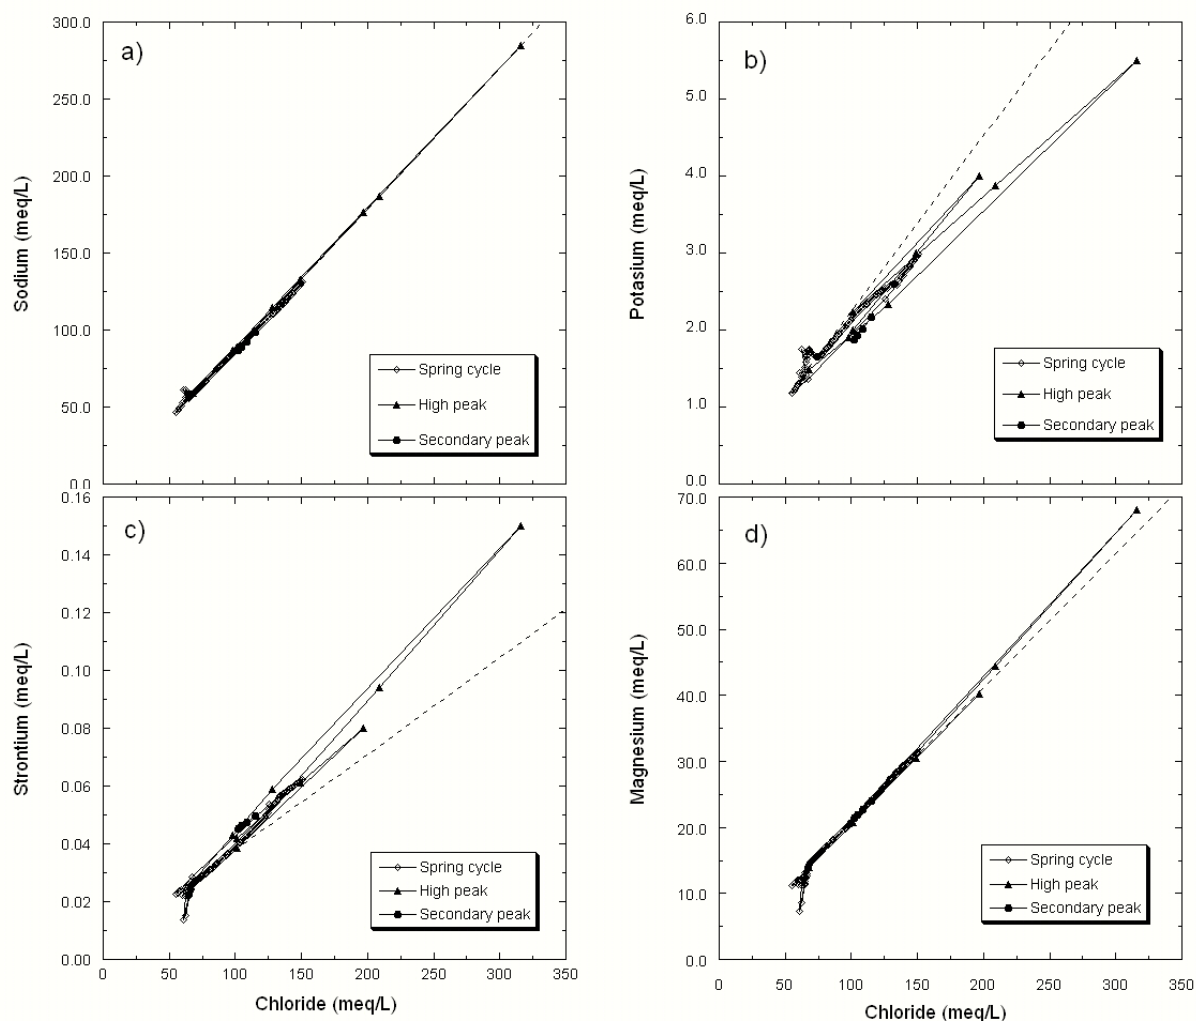 a)
300.0
250.0
200.0
150.0
100.0
50.0
0.0
Sodium (meq/L)
Spring cycle
High peak
Secondary peak
b)
6.0
5.0
4.0
3.0
2.0
1.0
0.0
Potasium (meq/L)
Spring cycle
High peak
Secondary peak
c)
0.16
0.14
0.12
0.10
0.08
0.06
0.04
0.02
0.00
Strontium (meq/L)
Spring cycle
High peak
Secondary peak
0 50 100 150 200 250 300 350
Chloride (meq/L)
d)
70.0
60.0
50.0
40.0
30.0
20.0
10.0
0.0
Magnesium (meq/L)
Spring cycle
High peak
Secondary peak
0 50 100 150 200 250 300 350
Chloride (meq/L)